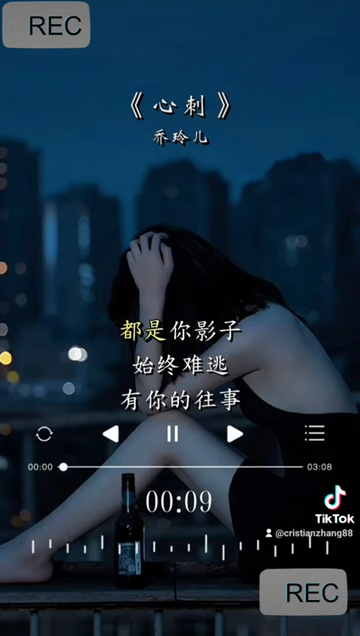 REC
《心刺》
乔玲儿
都是你影子
始终难逃
有你的往事
00:00
03:08
00:09
TikTok
@cristianzhang88
REC